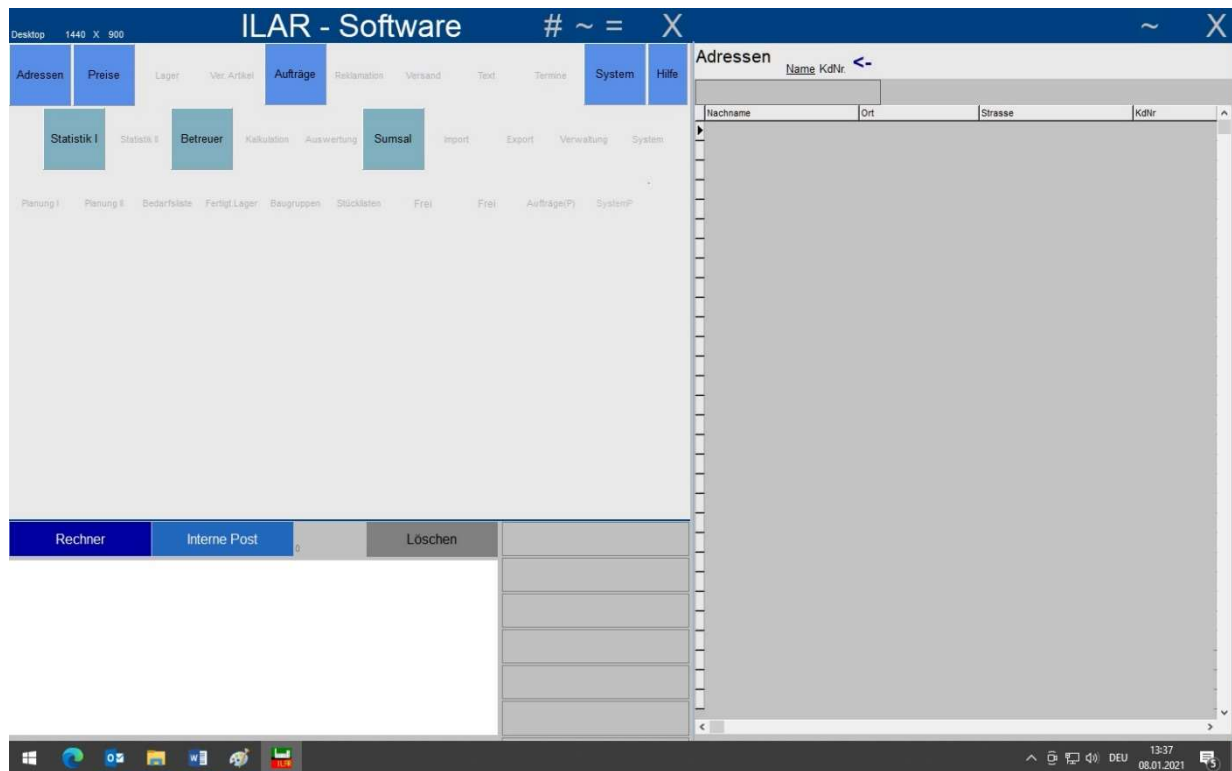 Desktop 1440 X 900 ILAR - Software # ~ = X ~ X
Adressen Preise Lager Ver. Artikel Aufträge Reklamation Versand Text Termine System Hilfe
Adressen Name KdNr. <-
Nachname Ort Strasse KdNr
Statistik I Statistik II Betreuer Kalkulation Auswertung Sumsal Import Export Verwaltung System
Planung I Planung II Bedarfsliste Fertigt.Lager Baugruppen Stücklisten Frei Frei Aufträge(P) SystemP
Rechner Interne Post 0 Löschen
ILAR DEU 13:37
08.01.2021 5